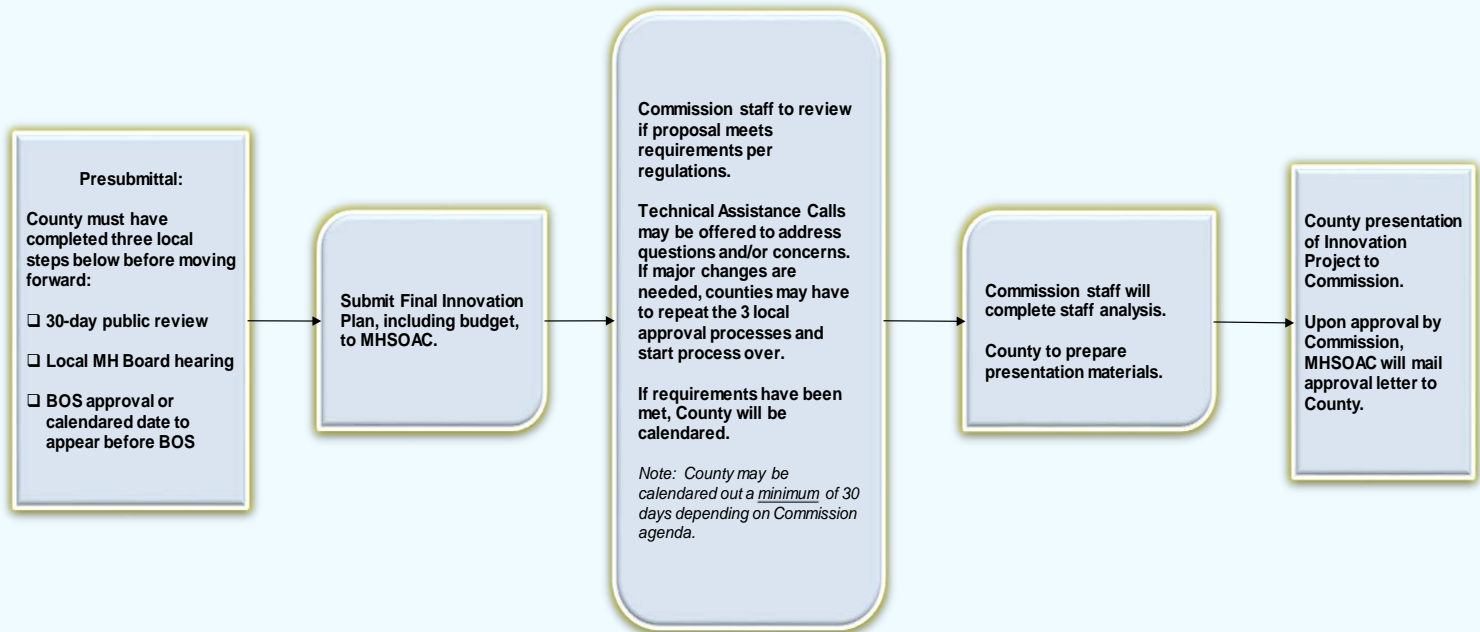 Presubmittal:
County must have
completed three local
steps below before moving
forward:
❑ 30-day public review
❑ Local MH Board hearing
❑ BOS approval or
calendared date to
appear before BOS
Submit Final Innovation
Plan, including budget,
to MHSOAC.
Commission staff to review
if proposal meets
requirements per
regulations.
Technical Assistance Calls
may be offered to address
questions and/or concerns.
If major changes are
needed, counties may have
to repeat the 3 local
approval processes and
start process over.
If requirements have been
met, County will be
calendared.
Note: County may be
calendared out a minimum of 30
days depending on Commission
agenda.
Commission staff will
complete staff analysis.
County to prepare
presentation materials.
County presentation
of Innovation
Project to
Commission.
Upon approval by
Commission,
MHSOAC will mail
approval letter to
County.